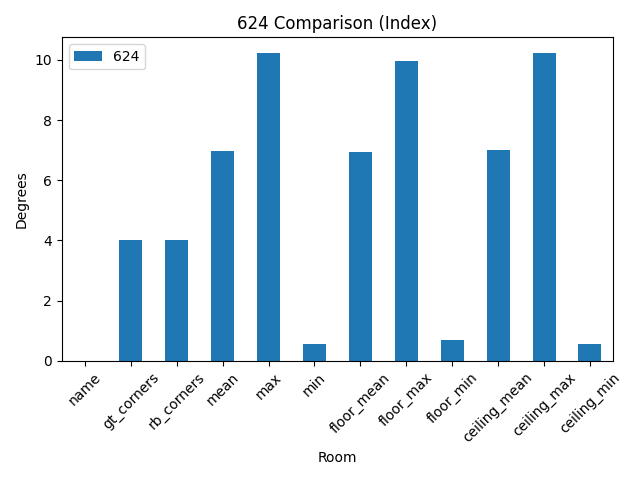 624 Comparison (Index)
624
Degrees
10
8
6
4
2
0
name
gt_corners
rb_corners
mean
max
min
floor_mean
floor_max
floor_min
ceiling_mean
ceiling_max
ceiling_min
Room